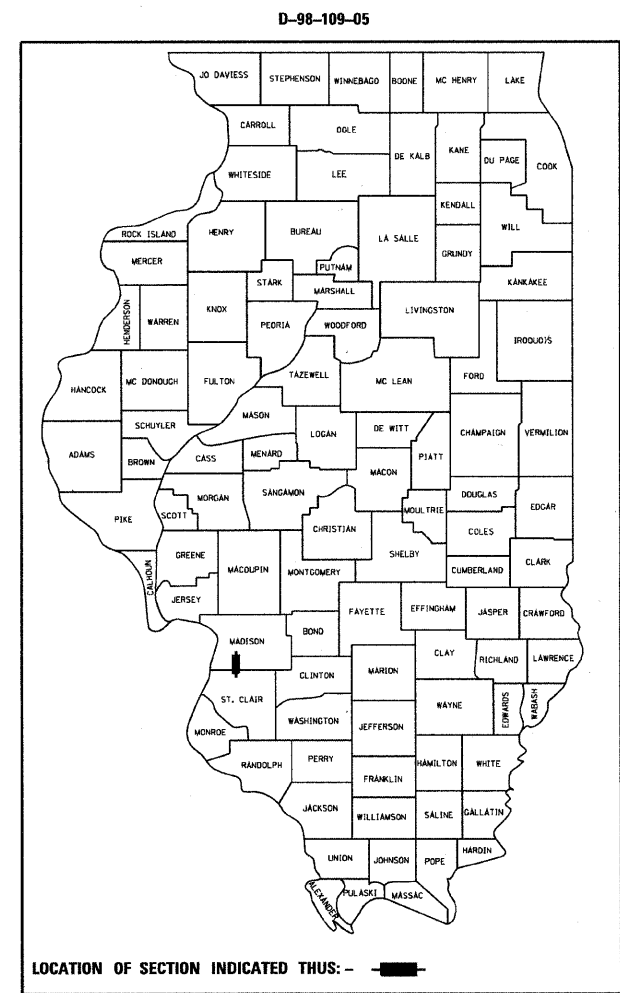 D-98-109-05
JO DAVIESS STEPHENSON WINNEBAGO BOONE MC HENRY LAKE
CARROLL OGLE
DE KALB KANE DU PAGE COOK
WHITESIDE LEE
KENDALL
ROCK ISLAND HENRY BUREAU LA SALLE WILL
GRUNDY
MERCER PUTNAM
STARK KANKAKEE
MARSHALL
HENDERSON WARREN KNOX PEORIA WOODFORD LIVINGSTON
IROQUOIS
HANCOCK MC DONOUGH FULTON TAZEWELL MC LEAN FORD
MASON
SCHUYLER LOGAN DE WITT CHAMPAIGN VERMILION
ADAMS BROWN CASS MENARD PIATT
MACON
MORGAN SANGAMON DOUGLAS
PIKE SCOTT CHRISTIAN MOULTRIE EDGAR
COLES
GREENE MACOUPIN SHELBY
CALHOUN MONTGOMERY CUMBERLAND CLARK
JERSEY FAYETTE EFFINGHAM JASPER CRAWFORD
MADISON BOND
CLAY RICHLAND LAWRENCE
CLINTON MARION
ST. CLAIR WAYNE EDWARDS WABASH
WASHINGTON JEFFERSON
MONROE
RANDOLPH PERRY HAMILTON WHITE
FRANKLIN
JACKSON WILLIAMSON SALINE GALLATIN
UNION JOHNSON POPE HARDIN
ALEXANDER PULASKI MASSAC
LOCATION OF SECTION INDICATED THUS: -